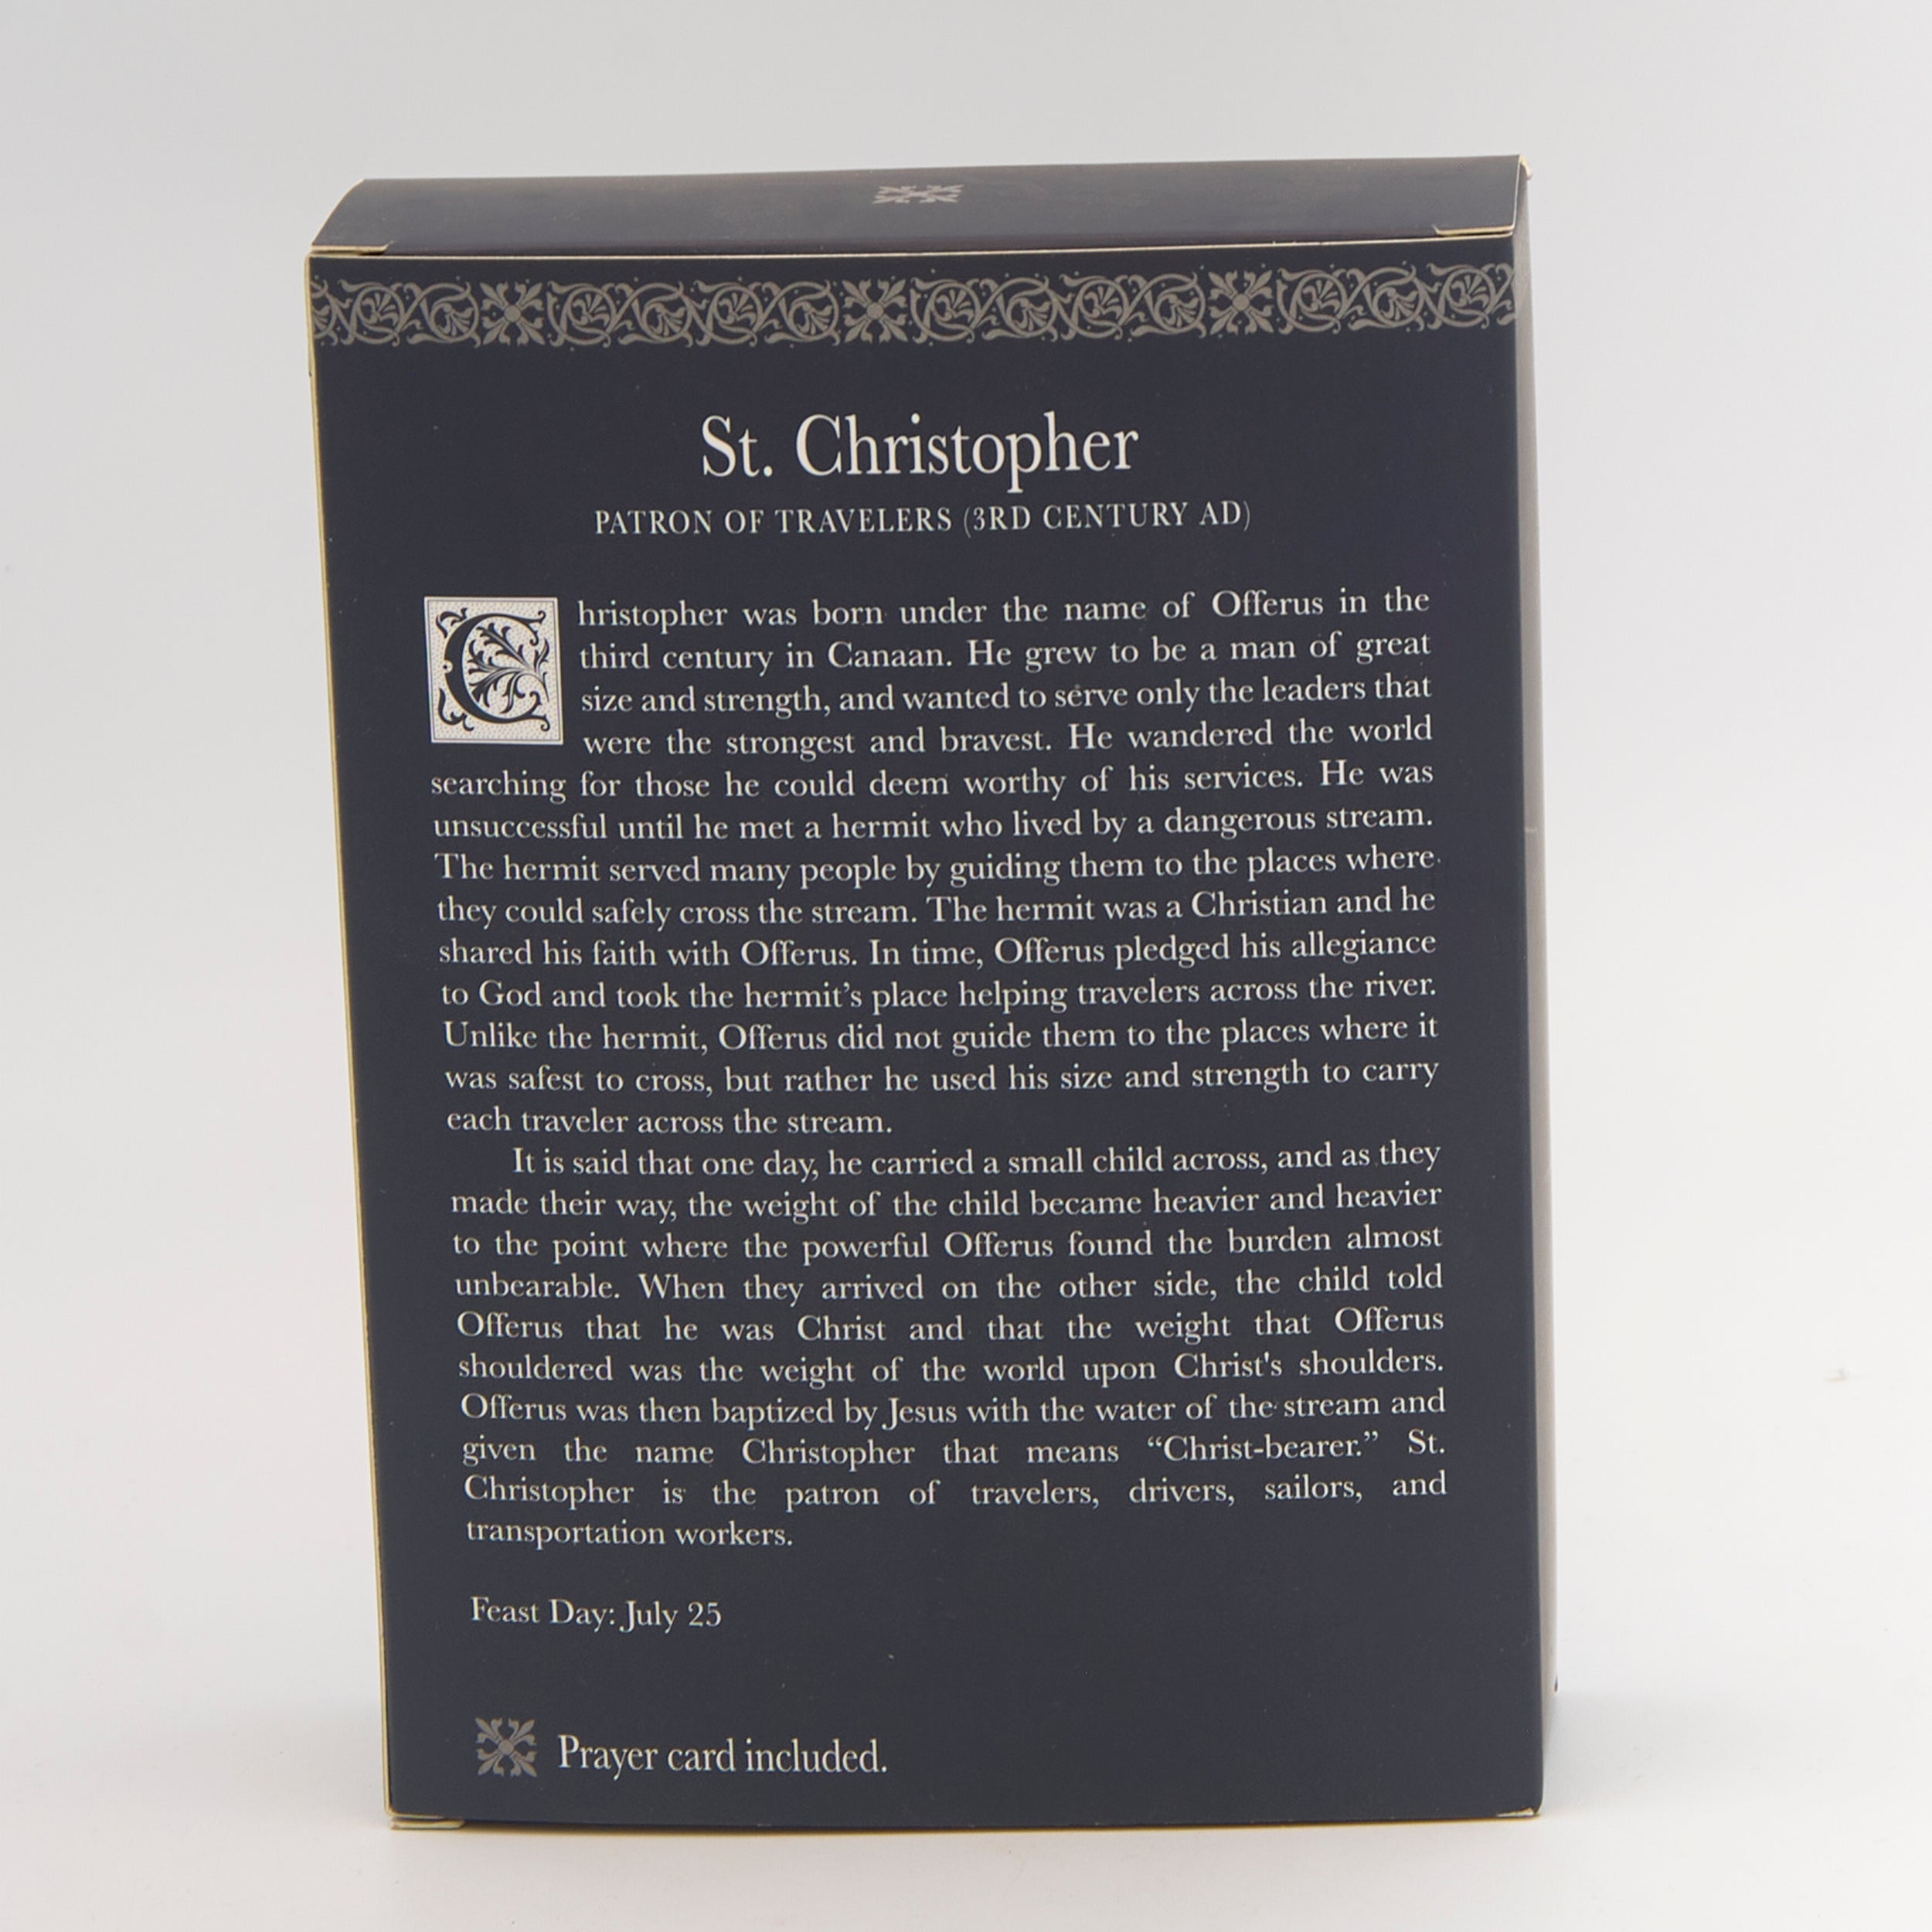 St. Christopher
PATRON OF TRAVELERS (3RD CENTURY AD)
Christopher was born under the name of Offerus in the
third century in Canaan. He grew to be a man of great
size and strength, and wanted to serve only the leaders that
were the strongest and bravest. He wandered the world
searching for those he could deem worthy of his services. He was
unsuccessful until he met a hermit who lived by a dangerous stream.
The hermit served many people by guiding them to the places where
they could safely cross the stream. The hermit was a Christian and he
shared his faith with Offerus. In time, Offerus pledged his allegiance
to God and took the hermit’s place helping travelers across the river.
Unlike the hermit, Offerus did not guide them to the places where it
was safest to cross, but rather he used his size and strength to carry
each traveler across the stream.
It is said that one day, he carried a small child across, and as they
made their way, the weight of the child became heavier and heavier
to the point where the powerful Offerus found the burden almost
unbearable. When they arrived on the other side, the child told
Offerus that he was Christ and that the weight that Offerus
shouldered was the weight of the world upon Christ's shoulders.
Offerus was then baptized by Jesus with the water of the stream and
given the name Christopher that means “Christ-bearer.” St.
Christopher is the patron of travelers, drivers, sailors, and
transportation workers.
Feast Day: July 25
Prayer card included.